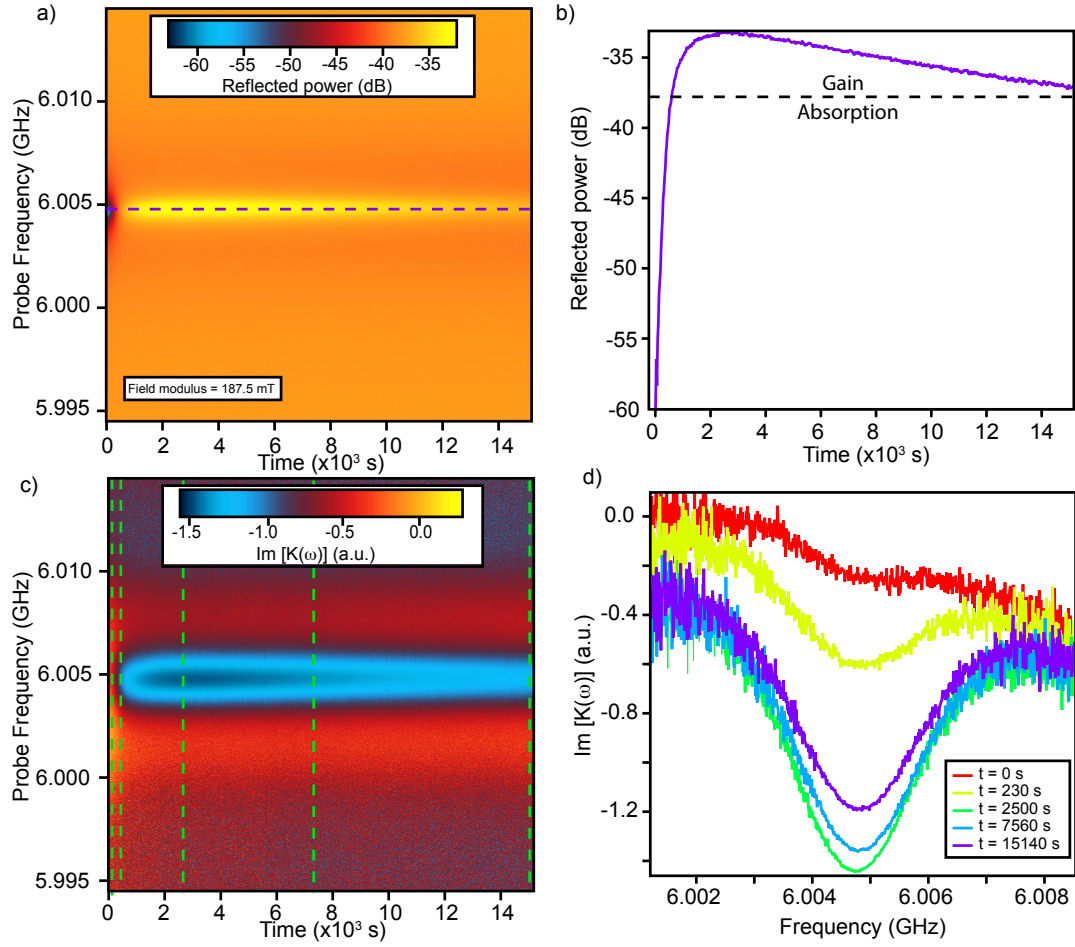 a)
-60 -55 -50 -45 -40 -35
Reflected power (dB)
Probe Frequency (GHz)
6.010
6.005
6.000
5.995
Field modulus = 187.5 mT
0 2 4 6 8 10 12 14
Time (x10³ s)
b)
Reflected power (dB)
-33
-38
-43
-50
-55
-60
Gain
Absorption
0 2 4 6 8 10 12 14
Time (x10³ s)
c)
-1.5 -1.0 -0.5 0.0
Im [K(ω)] (a.u.)
Probe Frequency (GHz)
6.010
6.005
6.000
5.995
0 2 4 6 8 10 12 14
Time (x10³ s)
d)
Im [K(ω)] (a.u.)
0.0
-0.4
-0.8
-1.2
t = 0 s
t = 230 s
t = 2500 s
t = 7560 s
t = 15140 s
6.002 6.004 6.006 6.008
Frequency (GHz)